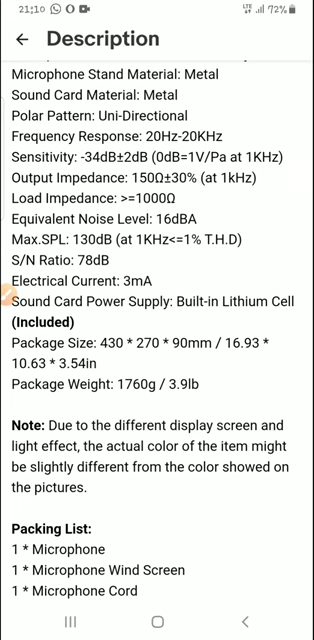 21:10 LTE 72%
← Description
Microphone Stand Material: Metal
Sound Card Material: Metal
Polar Pattern: Uni-Directional
Frequency Response: 20Hz-20KHz
Sensitivity: -34dB±2dB (0dB=1V/Pa at 1KHz)
Output Impedance: 150Ω±30% (at 1kHz)
Load Impedance: >=1000Ω
Equivalent Noise Level: 16dBA
Max.SPL: 130dB (at 1KHz<=1% T.H.D)
S/N Ratio: 78dB
Electrical Current: 3mA
Sound Card Power Supply: Built-in Lithium Cell
(Included)
Package Size: 430 * 270 * 90mm / 16.93 *
10.63 * 3.54in
Package Weight: 1760g / 3.9lb
Note: Due to the different display screen and
light effect, the actual color of the item might
be slightly different from the color showed on
the pictures.
Packing List:
1 * Microphone
1 * Microphone Wind Screen
1 * Microphone Cord